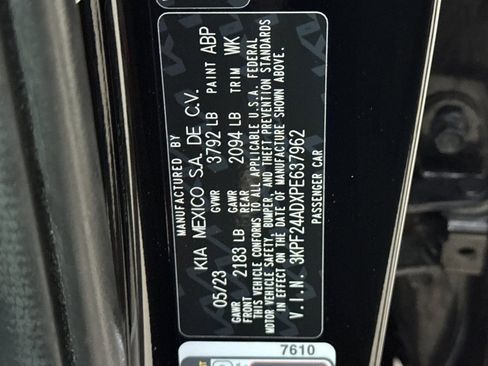 MANUFACTURED BY
KIA MEXICO S.A. DE C.V.
05/23 GVWR 3792 LB PAINT ABP
GAWR FRONT 2183 LB GAWR REAR 2094 LB TRIM WK
THIS VEHICLE CONFORMS TO ALL APPLICABLE U.S.A. FEDERAL
MOTOR VEHICLE SAFETY, BUMPER, AND THEFT PREVENTION STANDARDS
IN EFFECT ON THE DATE OF MANUFACTURE SHOWN ABOVE.
V.I.N. 3KPF24ADXPE637962
PASSENGER CAR
7610